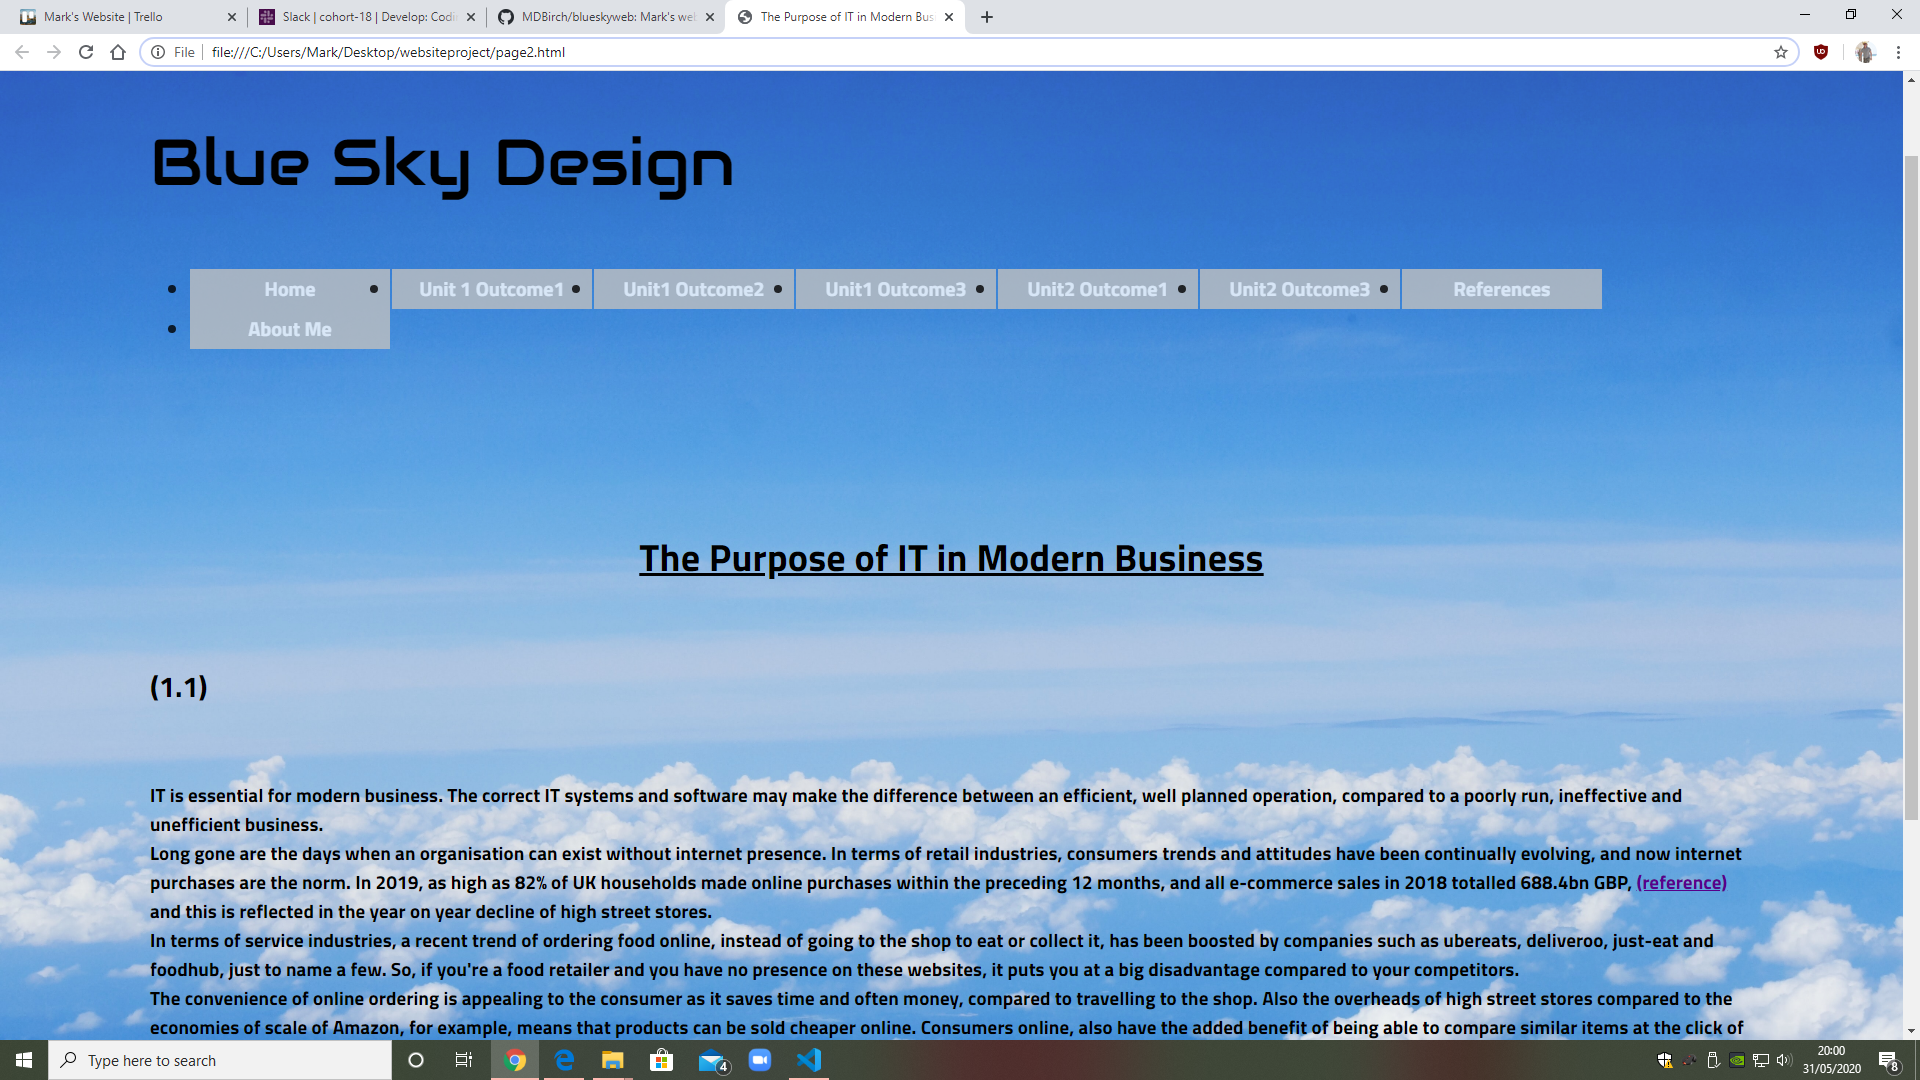 Mark's Website | Trello
Slack | cohort-18 | Develop: Codi
MDBirch/blueskyweb: Mark's we
The Purpose of IT in Modern Bus
File
file:///C:/Users/Mark/Desktop/websiteproject/page2.html
Blue Sky Design
Home
Unit 1 Outcome1
Unit1 Outcome2
Unit1 Outcome3
Unit2 Outcome1
Unit2 Outcome3
References
About Me
The Purpose of IT in Modern Business
(1.1)
IT is essential for modern business. The correct IT systems and software may make the difference between an efficient, well planned operation, compared to a poorly run, ineffective and
unefficient business.
Long gone are the days when an organisation can exist without internet presence. In terms of retail industries, consumers trends and attitudes have been continually evolving, and now internet
purchases are the norm. In 2019, as high as 82% of UK households made online purchases within the preceding 12 months, and all e-commerce sales in 2018 totalled 688.4bn GBP, (reference)
and this is reflected in the year on year decline of high street stores.
In terms of service industries, a recent trend of ordering food online, instead of going to the shop to eat or collect it, has been boosted by companies such as ubereats, deliveroo, just-eat and
foodhub, just to name a few. So, if you're a food retailer and you have no presence on these websites, it puts you at a big disadvantage compared to your competitors.
The convenience of online ordering is appealing to the consumer as it saves time and often money, compared to travelling to the shop. Also the overheads of high street stores compared to the
economies of scale of Amazon, for example, means that products can be sold cheaper online. Consumers online, also have the added benefit of being able to compare similar items at the click of
Type here to search
4
20:00
31/05/2020
8